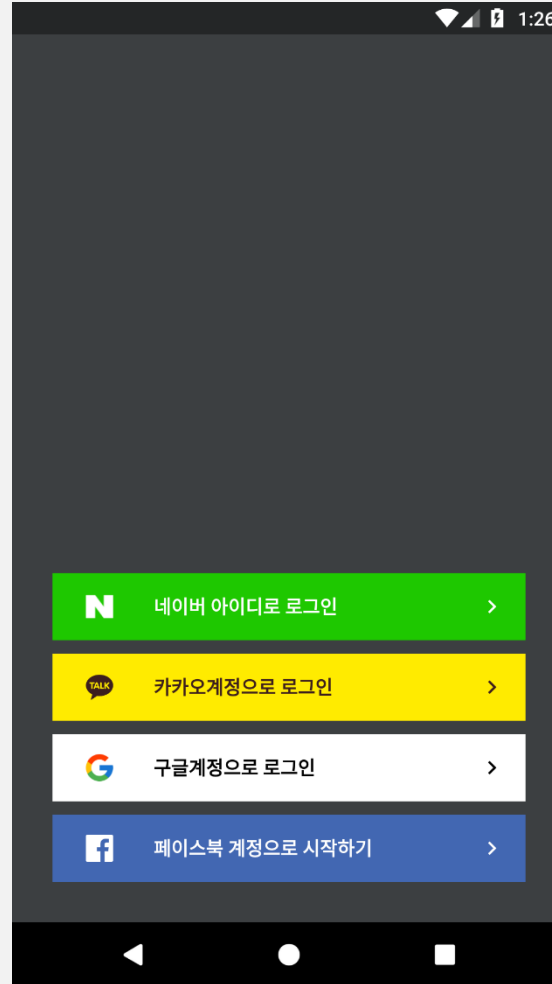 1:26
네이버 아이디로 로그인
TALK
카카오계정으로 로그인
구글계정으로 로그인
페이스북 계정으로 시작하기